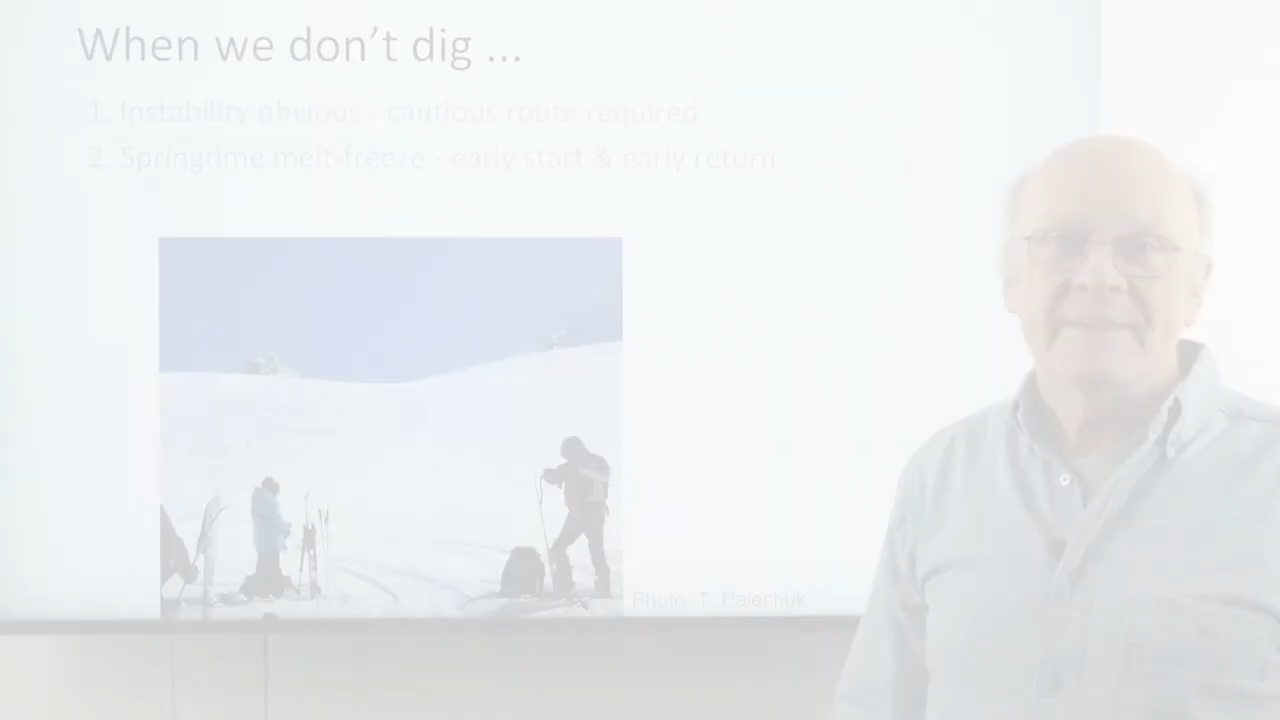 When we don’t dig ...
1. Instability obvious - cautious route required
2. Springtime melt-freeze - early start & early return
Photo: T. Palechuk